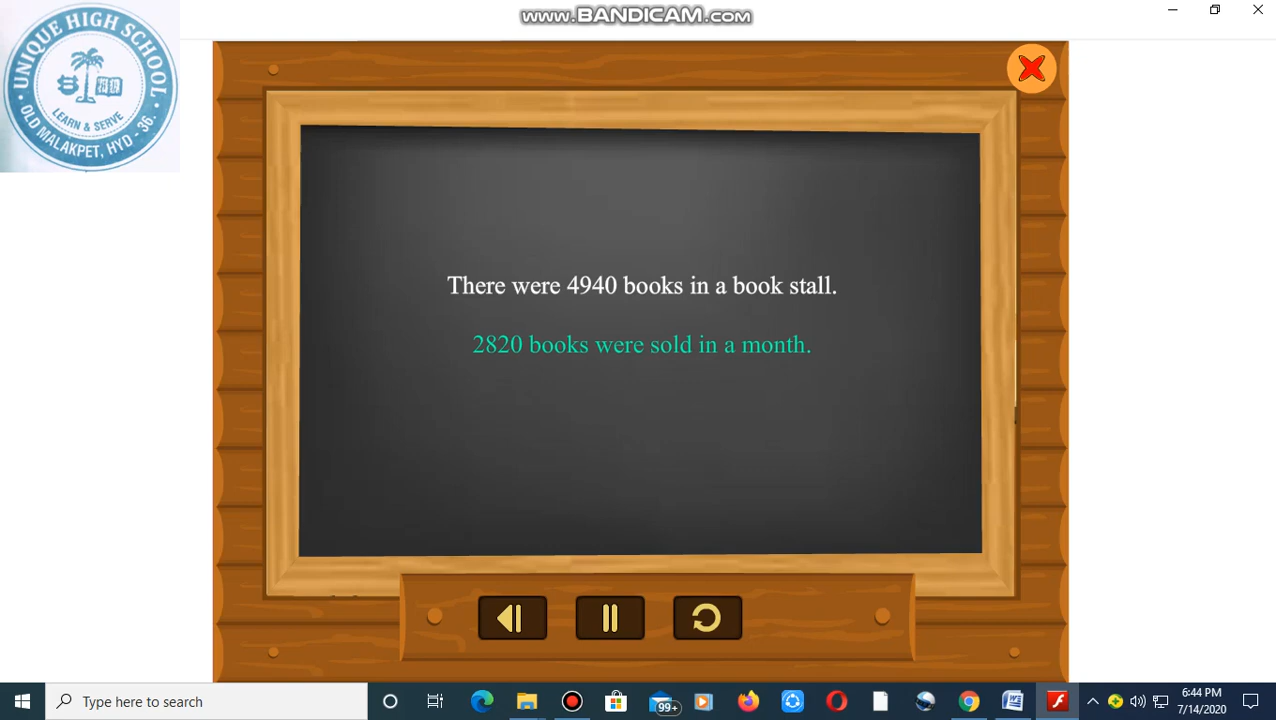 www.BANDICAM.com
UNIQUE HIGH SCHOOL
LEARN & SERVE
OLD MALAKPET, HYD - 36.
There were 4940 books in a book stall.
2820 books were sold in a month.
Type here to search
99+
6:44 PM
7/14/2020